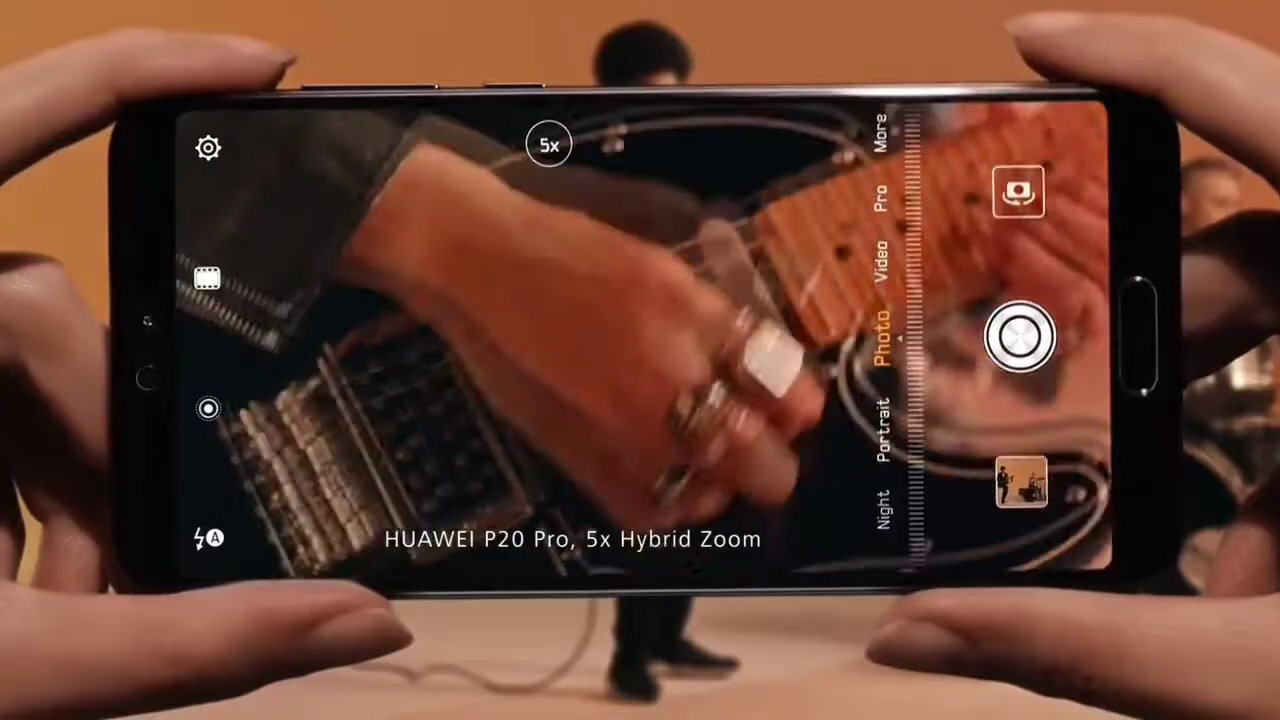 5x
More
Pro
Video
Photo
Portrait
Night
A
HUAWEI P20 Pro, 5x Hybrid Zoom